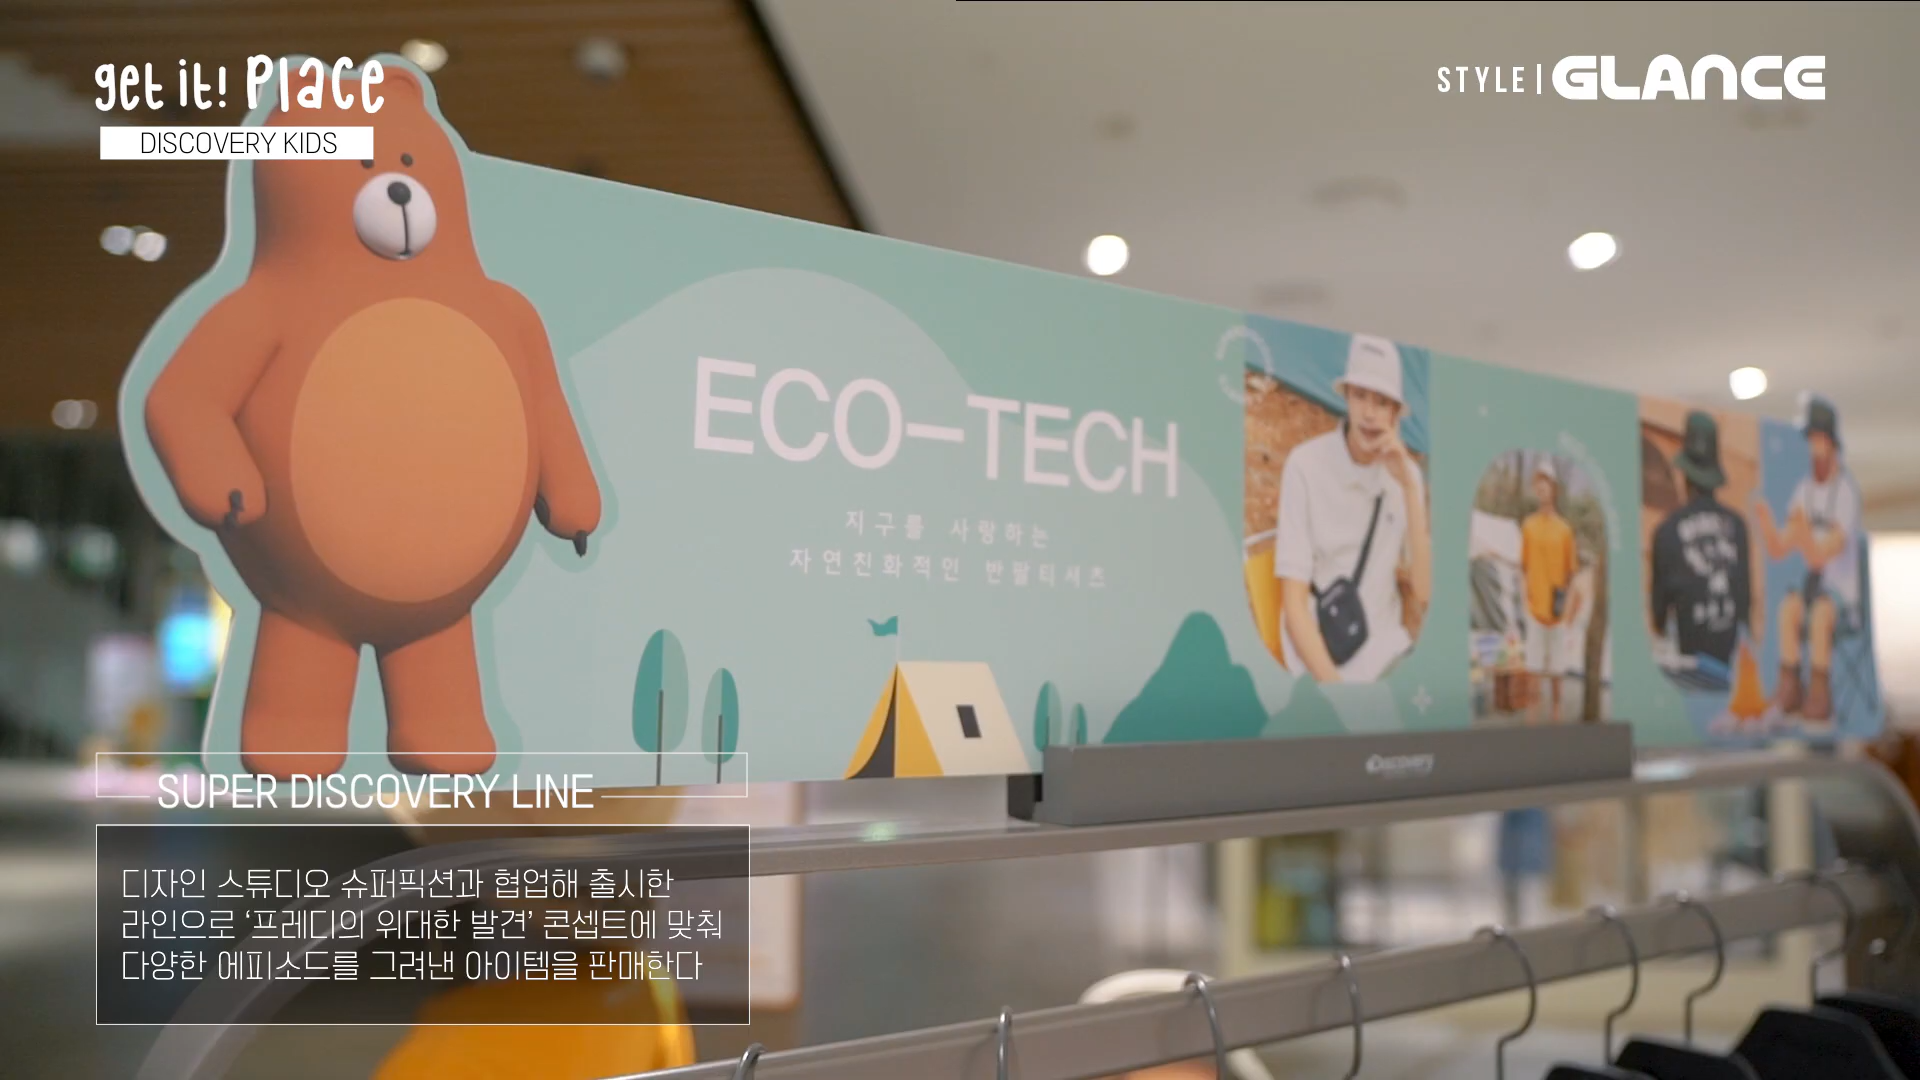 get it! Place
DISCOVERY KIDS
STYLE | GLANCE
ECO-TECH
지구를 사랑하는
자연친화적인 반팔티셔츠
Discovery
SUPER DISCOVERY LINE
디자인 스튜디오 슈퍼픽션과 협업해 출시한
라인으로 ‘프레디의 위대한 발견’ 콘셉트에 맞춰
다양한 에피소드를 그려낸 아이템을 판매한다